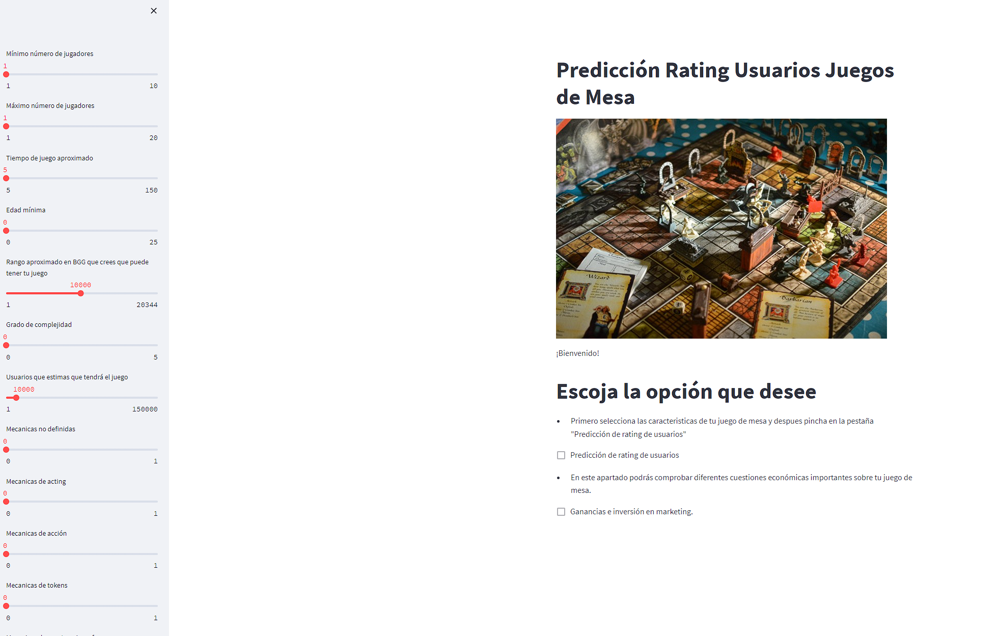 Mínimo número de jugadores
1
1 10
Máximo número de jugadores
1
1 20
Tiempo de juego aproximado
5
5 150
Edad mínima
0
0 25
Rango aproximado en BGG que crees que puede
tener tu juego
10000
1 20344
Grado de complejidad
0
0 5
Usuarios que estimas que tendrá el juego
10000
1 150000
Mecanicas no definidas
0
0 1
Mecanicas de acting
0
0 1
Mecanicas de acción
0
0 1
Mecanicas de tokens
0
0 1
Predicción Rating Usuarios Juegos
de Mesa
Character Sheet
Wizard
Barbarian
¡Bienvenido!
Escoja la opción que desee
• Primero selecciona las caracteristicas de tu juego de mesa y despues pincha en la pestaña
"Predicción de rating de usuarios"
Predicción de rating de usuarios
• En este apartado podrás comprobar diferentes cuestiones económicas importantes sobre tu juego de
mesa.
Ganancias e inversión en marketing.